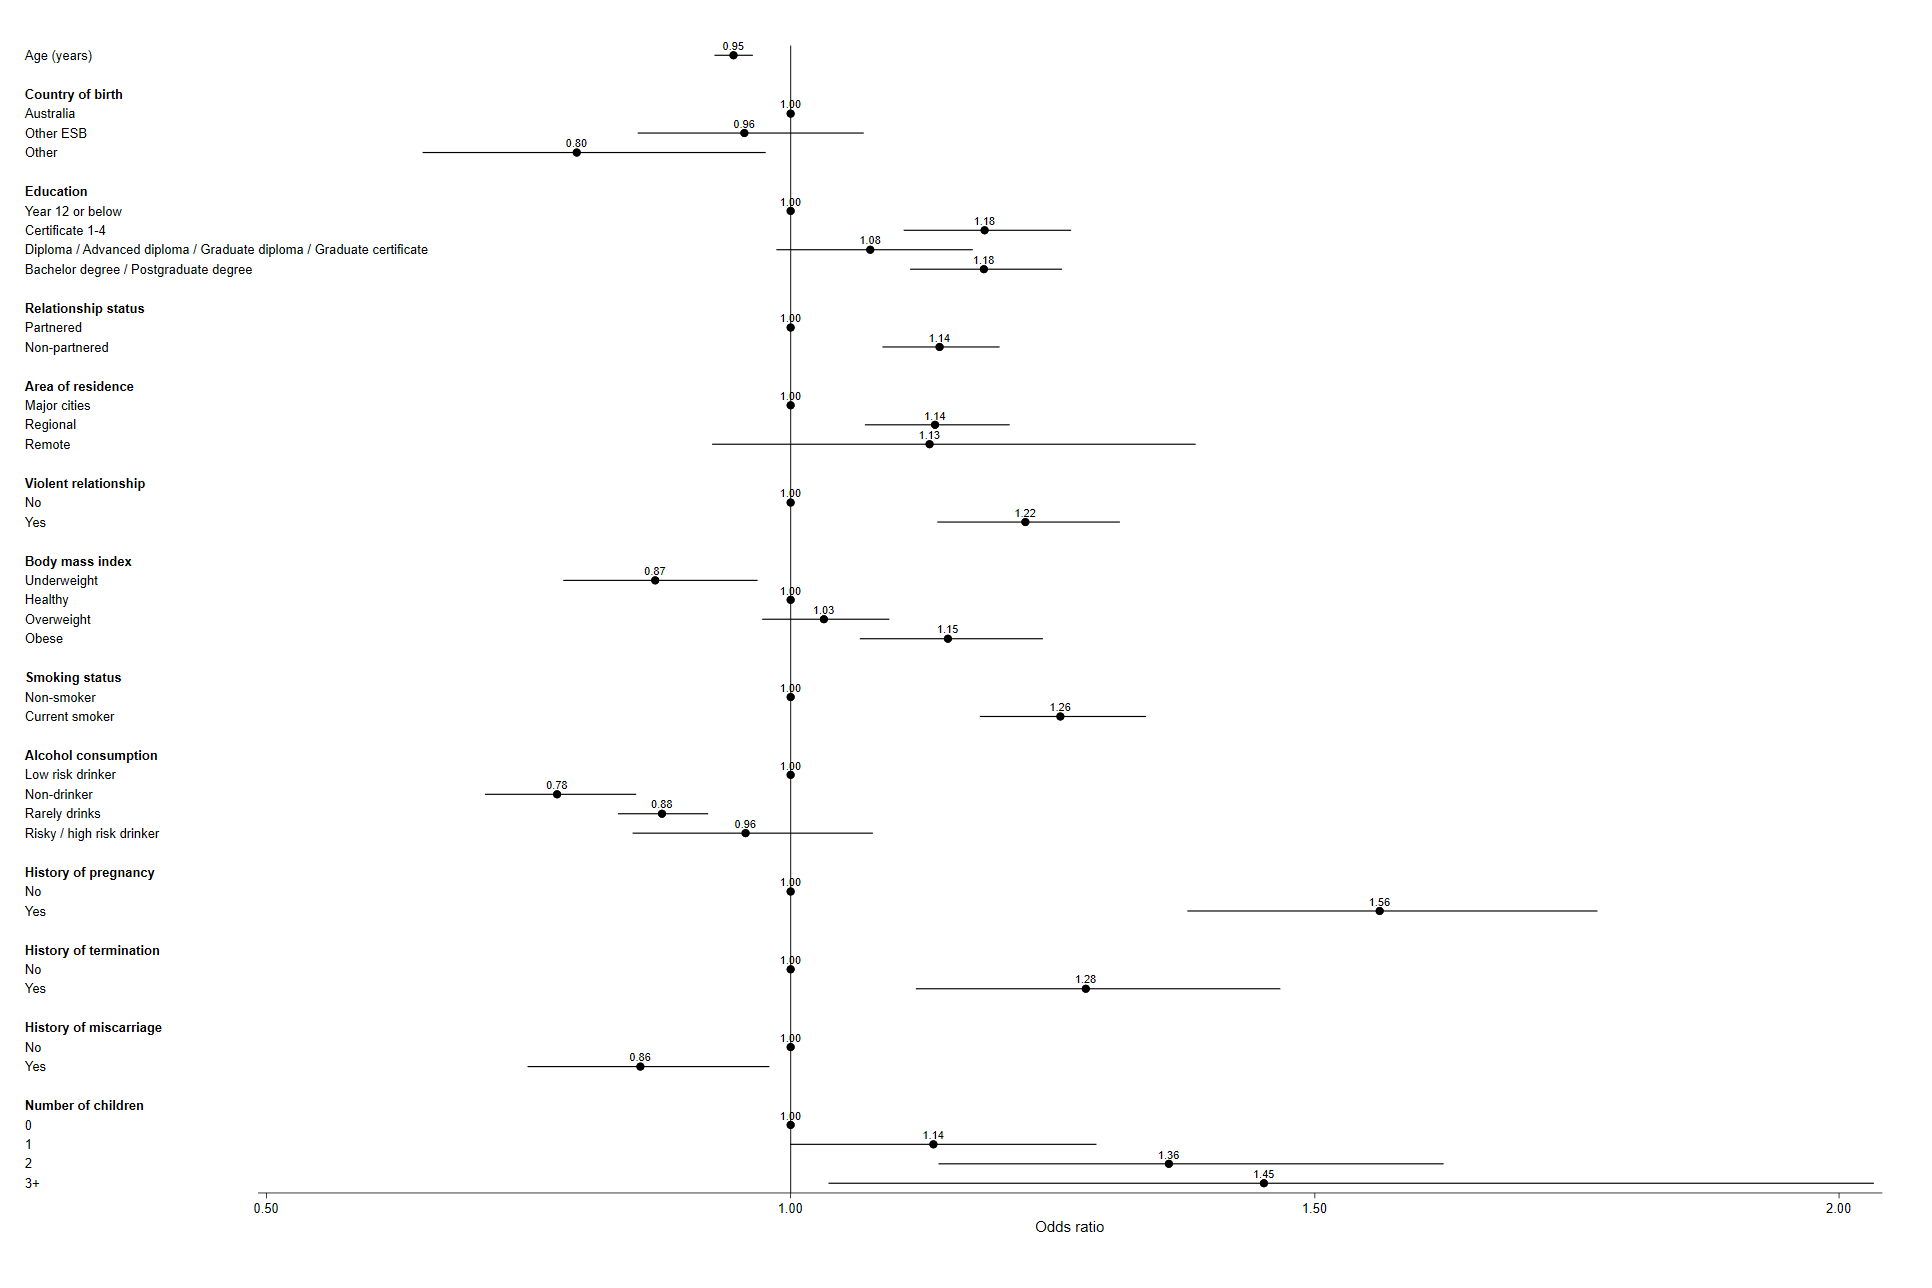 Age (years) 0.95
Country of birth
Australia 1.00
Other ESB 0.96
Other 0.80
Education
Year 12 or below 1.00
Certificate 1-4 1.18
Diploma / Advanced diploma / Graduate diploma / Graduate certificate 1.08
Bachelor degree / Postgraduate degree 1.18
Relationship status
Partnered 1.00
Non-partnered 1.14
Area of residence
Major cities 1.00
Regional 1.14
Remote 1.13
Violent relationship
No 1.00
Yes 1.22
Body mass index
Underweight 0.87
Healthy 1.00
Overweight 1.03
Obese 1.15
Smoking status
Non-smoker 1.00
Current smoker 1.26
Alcohol consumption
Low risk drinker 1.00
Non-drinker 0.78
Rarely drinks 0.88
Risky / high risk drinker 0.96
History of pregnancy
No 1.00
Yes 1.56
History of termination
No 1.00
Yes 1.28
History of miscarriage
No 1.00
Yes 0.86
Number of children
0 1.00
1 1.14
2 1.36
3+ 1.45
0.50 1.00 1.50 2.00
Odds ratio